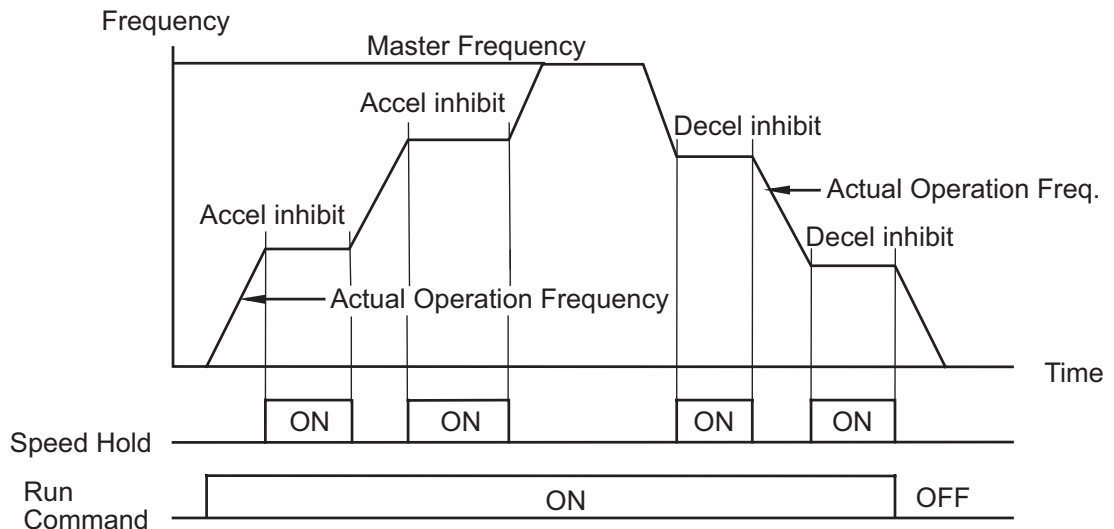 Frequency
Master Frequency
Accel inhibit
Decel inhibit
Actual Operation Freq.
Accel inhibit
Decel inhibit
Actual Operation Frequency
Time
ON
ON
ON
ON
Speed Hold
Run
Command
ON
OFF